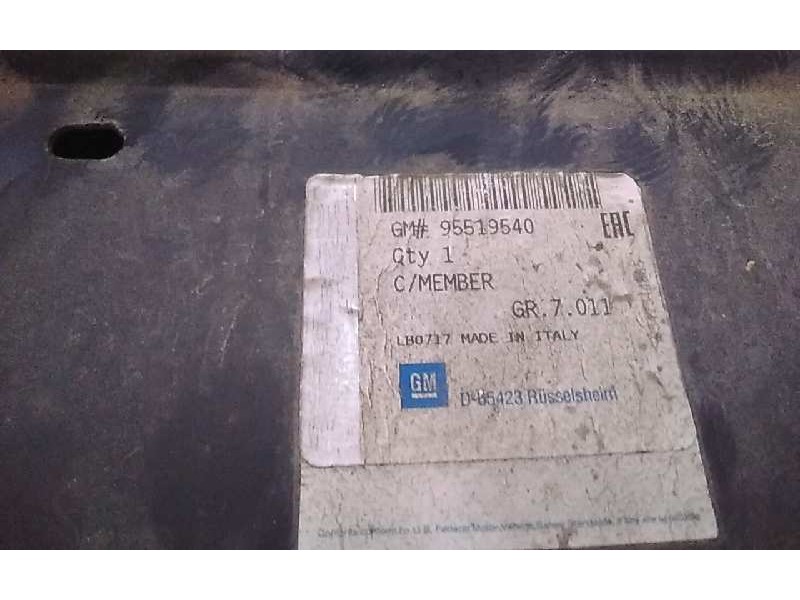 GM# 95519540
EAC
Qty 1
C/MEMBER
GR.7.011
LB0717 MADE IN ITALY
GM
D-65423 Rüsselsheim